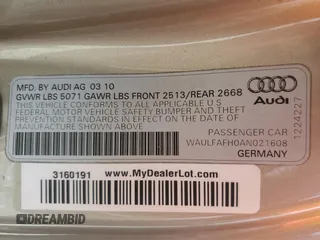 MFD. BY AUDI AG 03 10
GVWR LBS 5071 GAWR LBS FRONT 2513/REAR 2668
THIS VEHICLE CONFORMS TO ALL APPLICABLE U.S.
FEDERAL MOTOR VEHICLE SAFETY BUMPER AND THEFT
PREVENTION STANDARDS IN EFFECT ON THE DATE OF
MANUFACTURE SHOWN ABOVE.
Audi
1224227
PASSENGER CAR
WAULFAFH0AN021608
GERMANY
3160191
MyDealerLot.com
DREAMBID